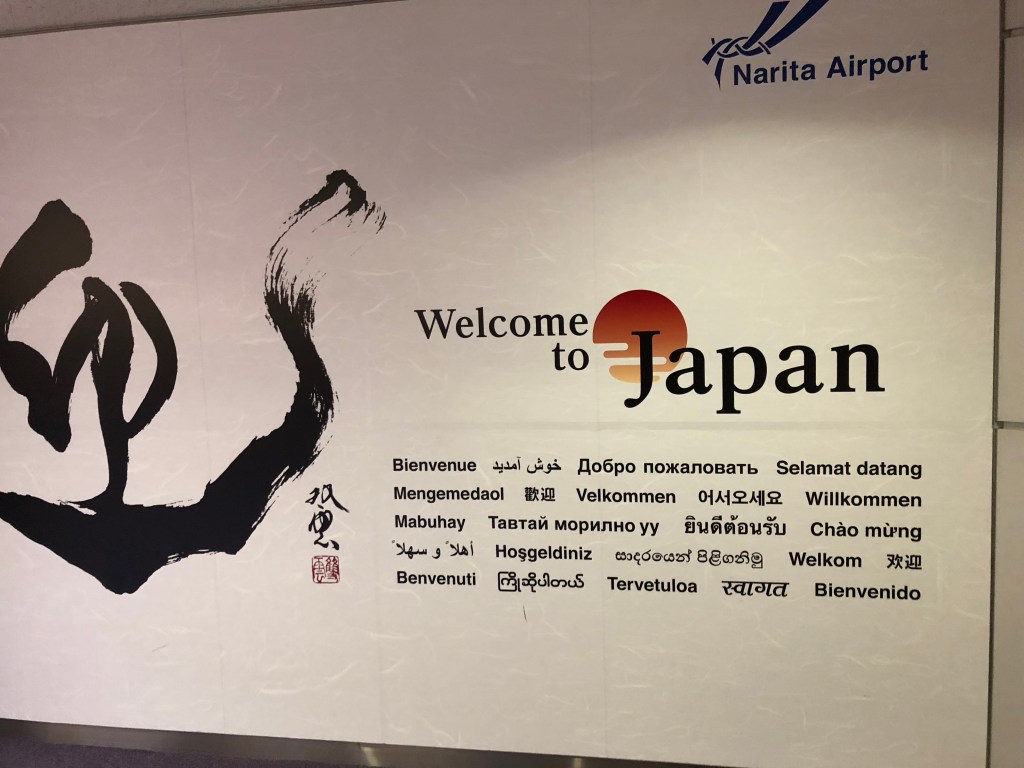 Narita Airport
迎
Welcome
to Japan
Bienvenue خوش آمدید Добро пожаловать Selamat datang
Mengemedaol 歡迎 Velkommen 어서오세요 Willkommen
Mabuhay Тавтай морилно уу ยินดีต้อนรับ Chào mừng
أهلاً و سهلاً Hoşgeldiniz සාදරයෙන් පිළිගනිමු Welkom 欢迎
Benvenuti ကြိုဆိုပါတယ် Tervetuloa स्वागत Bienvenido